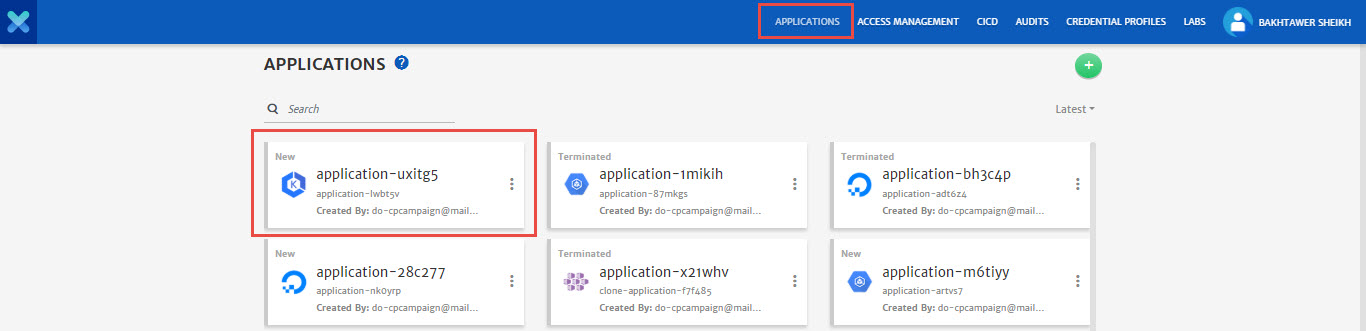 APPLICATIONS ACCESS MANAGEMENT CICD AUDITS CREDENTIAL PROFILES LABS BAKHTAWER SHEIKH
APPLICATIONS ?
+
Search
Latest
New
application-uxitg5
application-lwbt5v
Created By: do-cpcampaign@mail...
Terminated
application-1mikih
application-87mkgs
Created By: do-cpcampaign@mail...
Terminated
application-bh3c4p
application-adt6z4
Created By: do-cpcampaign@mail...
New
application-28c277
application-nk0yrp
Created By: do-cpcampaign@mail...
Terminated
application-x21whv
clone-application-f7f485
Created By: do-cpcampaign@mail...
New
application-m6tiyy
application-artvs7
Created By: do-cpcampaign@mail...